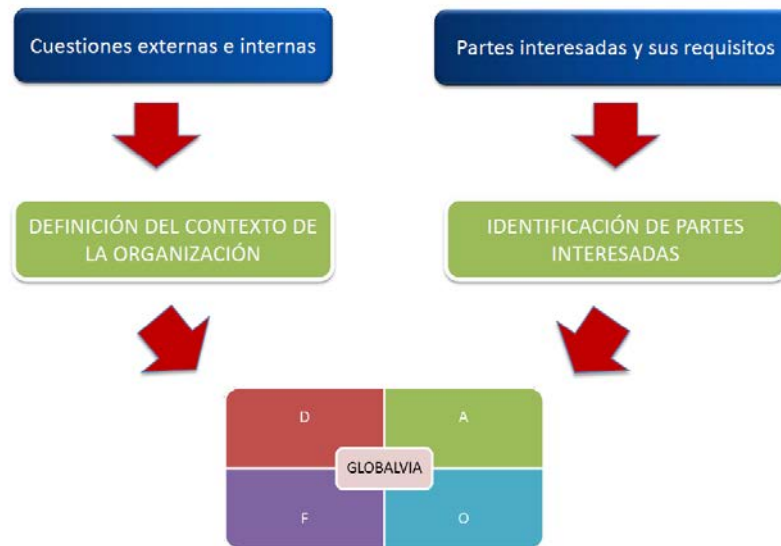 Cuestiones externas e internas
Partes interesadas y sus requisitos
DEFINICIÓN DEL CONTEXTO DE
LA ORGANIZACIÓN
IDENTIFICACIÓN DE PARTES
INTERESADAS
D
A
GLOBALVIA
F
O